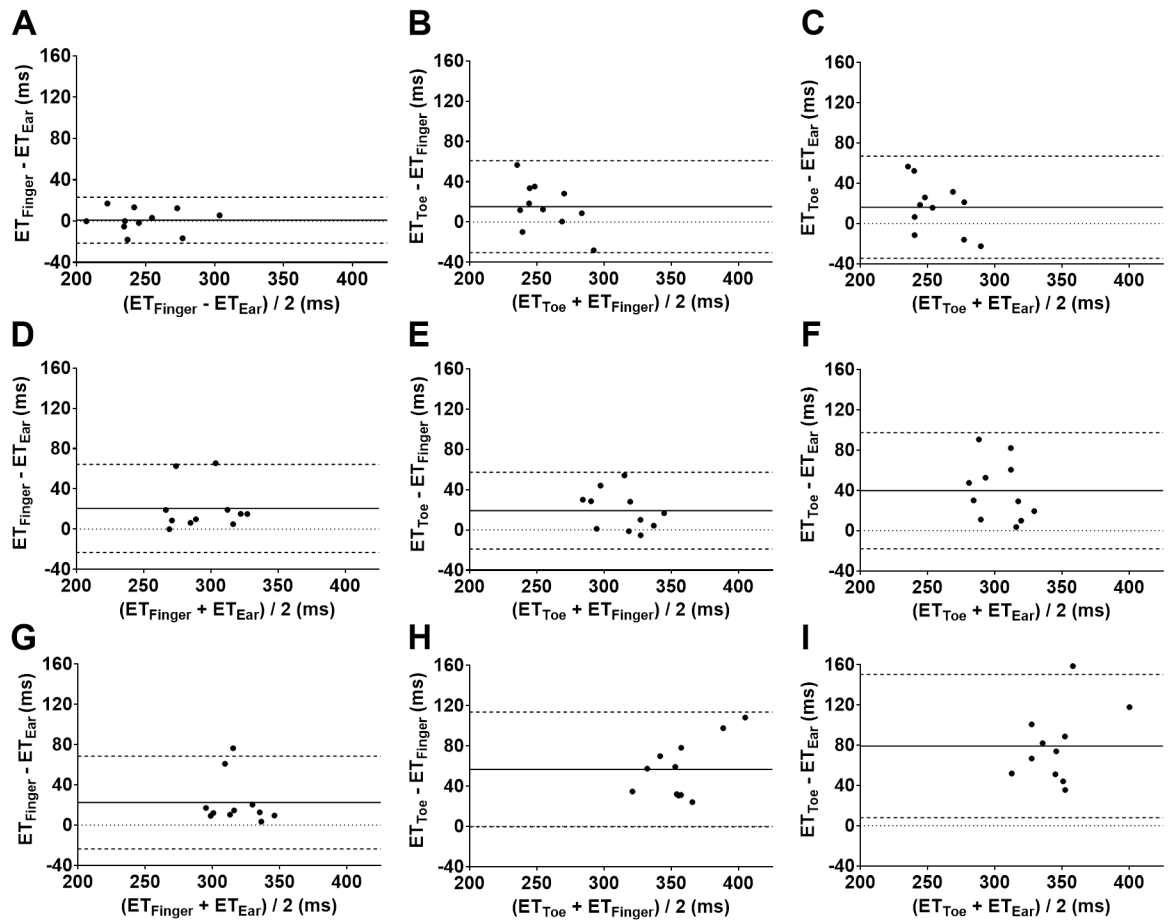 A
ET_Finger - ET_Ear (ms)
160
120
80
40
0
-40
200 250 300 350 400
(ET_Finger - ET_Ear) / 2 (ms)
B
ET_Toe - ET_Finger (ms)
160
120
80
40
0
-40
200 250 300 350 400
(ET_Toe + ET_Finger) / 2 (ms)
C
ET_Toe - ET_Ear (ms)
160
120
80
40
0
-40
200 250 300 350 400
(ET_Toe + ET_Ear) / 2 (ms)
D
ET_Finger - ET_Ear (ms)
160
120
80
40
0
-40
200 250 300 350 400
(ET_Finger + ET_Ear) / 2 (ms)
E
ET_Toe - ET_Finger (ms)
160
120
80
40
0
-40
200 250 300 350 400
(ET_Toe + ET_Finger) / 2 (ms)
F
ET_Toe - ET_Ear (ms)
160
120
80
40
0
-40
200 250 300 350 400
(ET_Toe + ET_Ear) / 2 (ms)
G
ET_Finger - ET_Ear (ms)
160
120
80
40
0
-40
200 250 300 350 400
(ET_Finger + ET_Ear) / 2 (ms)
H
ET_Toe - ET_Finger (ms)
160
120
80
40
0
-40
200 250 300 350 400
(ET_Toe + ET_Finger) / 2 (ms)
I
ET_Toe - ET_Ear (ms)
160
120
80
40
0
-40
200 250 300 350 400
(ET_Toe + ET_Ear) / 2 (ms)